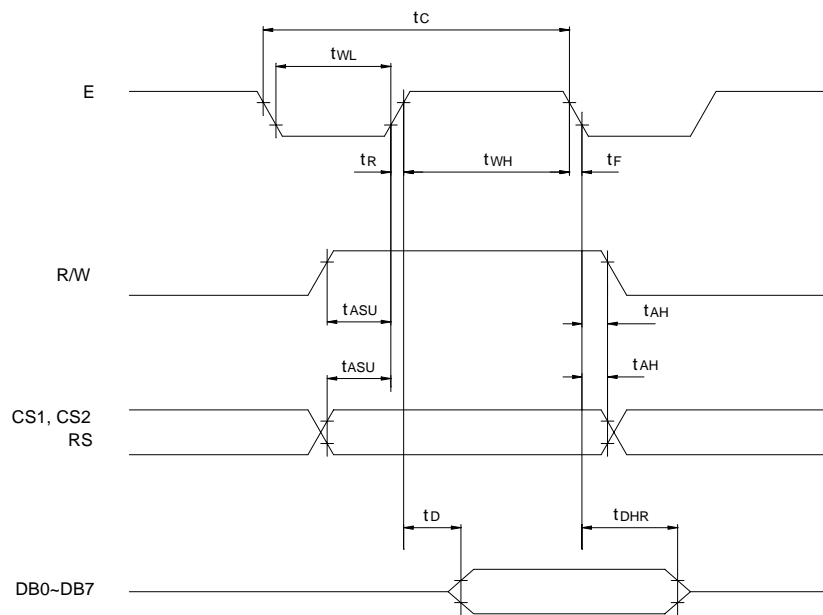 tC
tWL
E
tR
tWH
tF
R/W
tASU
tAH
tASU
tAH
CS1, CS2
RS
tD
tDHR
DB0~DB7